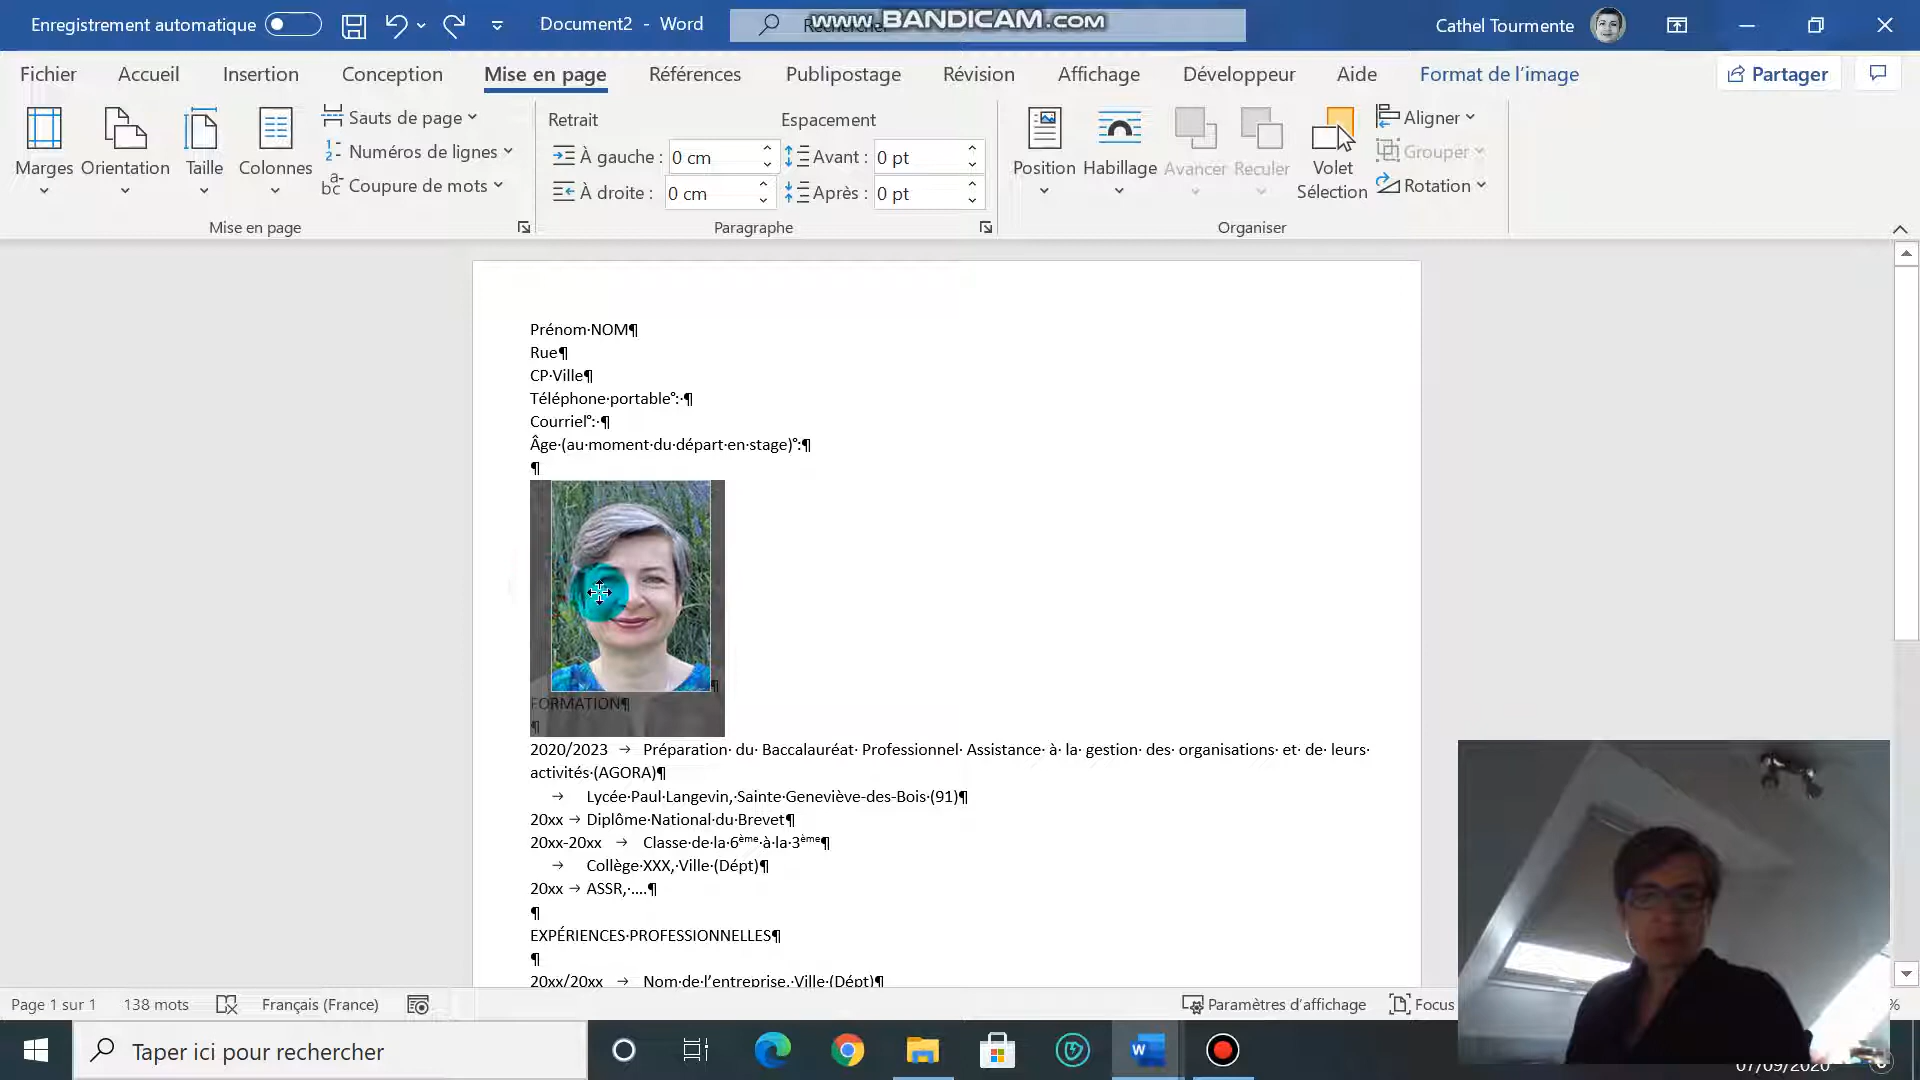 Enregistrement automatique
Document2 - Word
www.BANDICAM.com
Cathel Tourmente
Fichier Accueil Insertion Conception Mise en page Références Publipostage Révision Affichage Développeur Aide Format de l'image Partager
Marges
Orientation
Taille
Colonnes
Sauts de page
Numéros de lignes
Coupure de mots
Mise en page
Retrait
À gauche : 0 cm
À droite : 0 cm
Espacement
Avant : 0 pt
Après : 0 pt
Paragraphe
Position
Habillage
Avancer
Reculer
Volet
Sélection
Aligner
Grouper
Rotation
Organiser
Prénom·NOM¶
Rue¶
CP·Ville¶
Téléphone·portable°:·¶
Courriel°:·¶
Âge·(au·moment·du·départ·en·stage)°:¶
¶
¶
FORMATION¶
¶
2020/2023 → Préparation· du· Baccalauréat· Professionnel· Assistance· à· la· gestion· des· organisations· et· de· leurs·
activités·(AGORA)¶
→ Lycée·Paul·Langevin,·Sainte·Geneviève-des-Bois·(91)¶
20xx → Diplôme·National·du·Brevet¶
20xx-20xx → Classe·de·la·6ème·à·la·3ème¶
→ Collège·XXX,·Ville·(Dépt)¶
20xx → ASSR,·....¶
¶
EXPÉRIENCES·PROFESSIONNELLES¶
¶
20xx/20xx → Nom·de·l'entreprise,·Ville·(Dépt)¶
Page 1 sur 1 138 mots Français (France) Paramètres d'affichage Focus %
Taper ici pour rechercher
07/09/2020